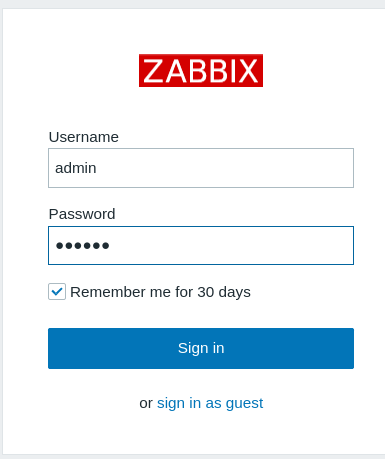 ZABBIX
Username
admin
Password
●●●●●●
Remember me for 30 days
Sign in
or sign in as guest